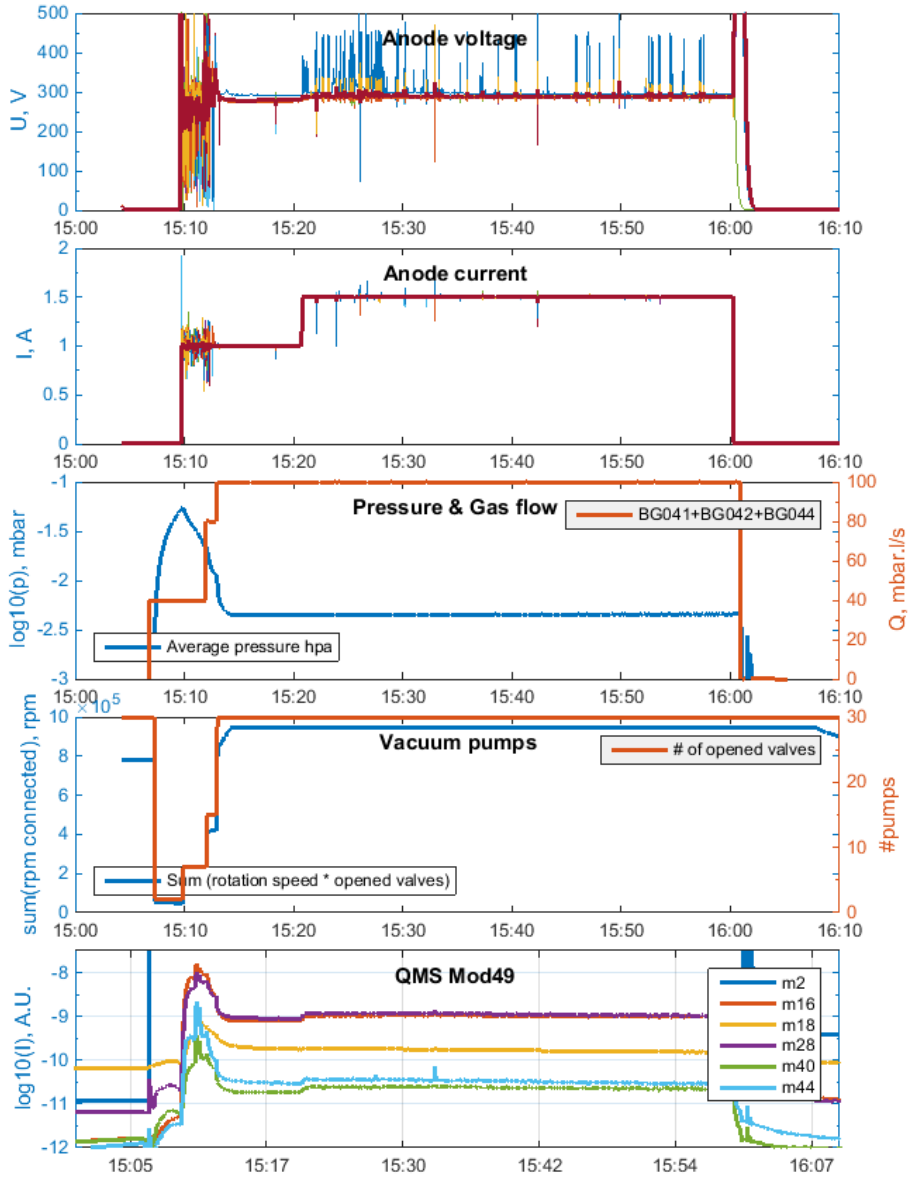 Anode voltage
U, V
500
400
300
200
100
0
15:00 15:10 15:20 15:30 15:40 15:50 16:00 16:10
Anode current
I, A
2
1.5
1
0.5
0
15:00 15:10 15:20 15:30 15:40 15:50 16:00 16:10
Pressure & Gas flow
log10(p), mbar
-1
-1.5
-2
-2.5
-3
BG041+BG042+BG044
Average pressure hpa
Q, mbar.l/s
100
80
60
40
20
0
15:00 15:10 15:20 15:30 15:40 15:50 16:00 16:10
× 10^5
Vacuum pumps
sum(rpm connected), rpm
10
8
6
4
2
0
# of opened valves
Sum (rotation speed * opened valves)
#pumps
30
20
10
0
15:00 15:10 15:20 15:30 15:40 15:50 16:00 16:10
QMS Mod49
log10(I), A.U.
-8
-9
-10
-11
-12
m2
m16
m18
m28
m40
m44
15:05 15:17 15:30 15:42 15:54 16:07